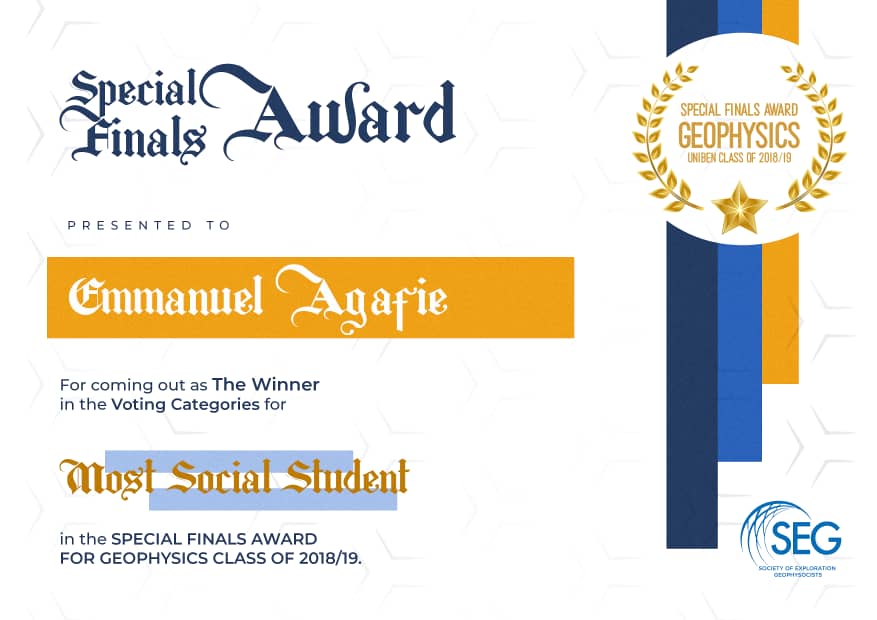 Special Award
Finals
PRESENTED TO
Emmanuel Agafie
For coming out as The Winner
in the Voting Categories for
Most Social Student
in the SPECIAL FINALS AWARD
FOR GEOPHYSICS CLASS OF 2018/19.
SPECIAL FINALS AWARD
GEOPHYSICS
UNIBEN CLASS OF 2018/19
SEG
SOCIETY OF EXPLORATION
GEOPHYSOCISTS